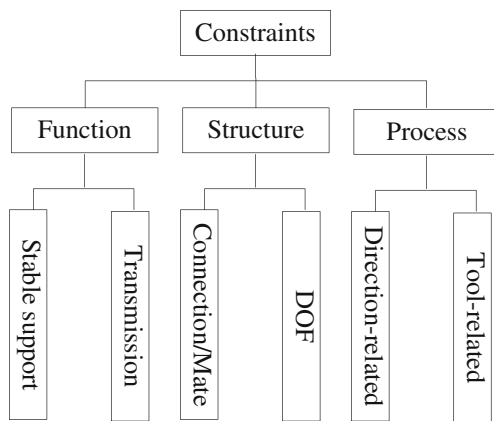 Constraints
Function
Structure
Process
Stable support
Transmission
Connection/Mate
DOF
Direction-related
Tool-related